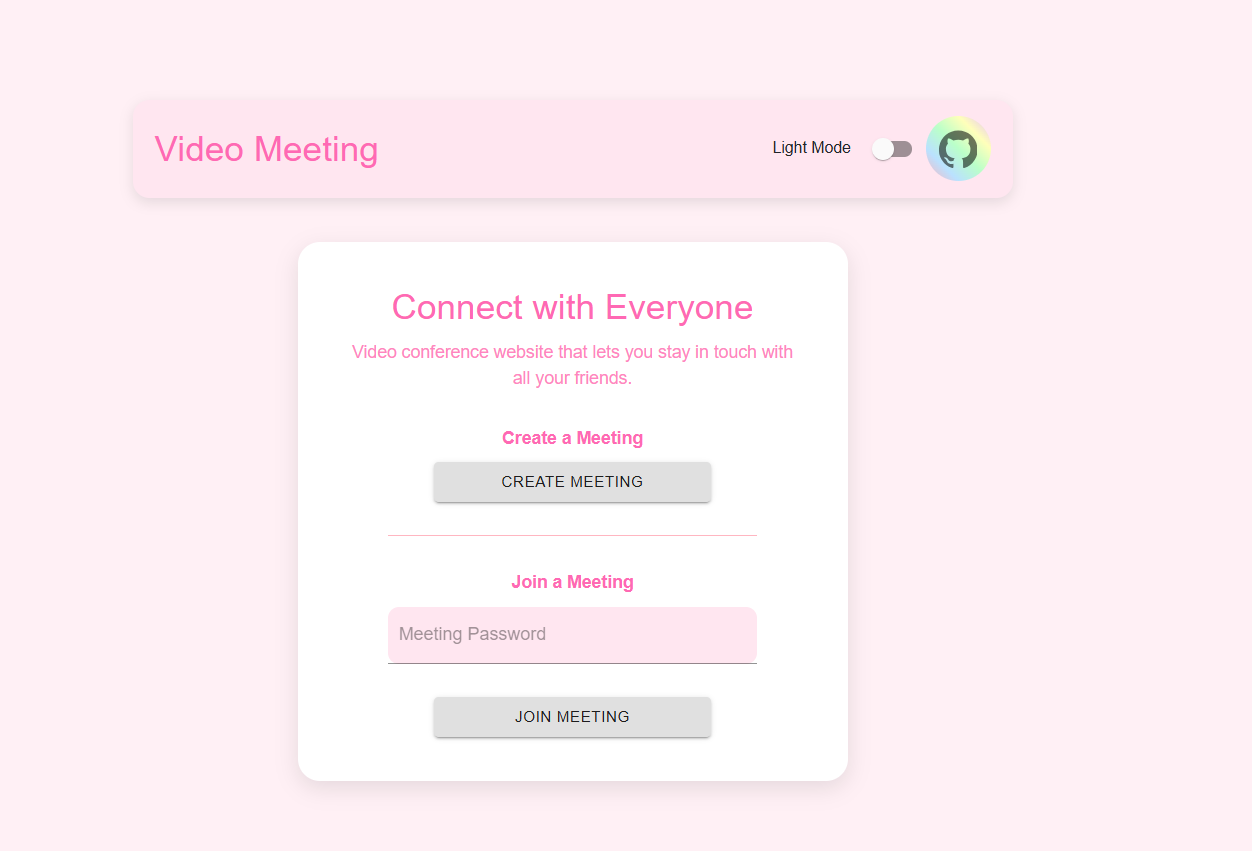 Video Meeting
Light Mode
Connect with Everyone
Video conference website that lets you stay in touch with
all your friends.
Create a Meeting
CREATE MEETING
Join a Meeting
Meeting Password
JOIN MEETING